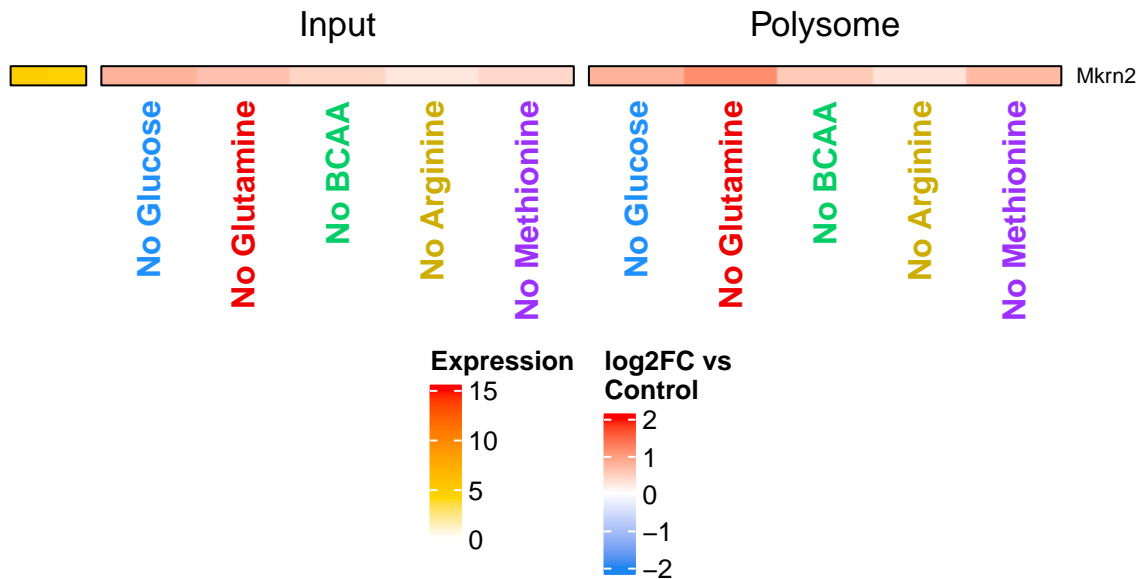 Input
Polysome
Mkrn2
No Glucose
No Glutamine
No BCAA
No Arginine
No Methionine
No Glucose
No Glutamine
No BCAA
No Arginine
No Methionine
Expression
15
10
5
0
log2FC vs
Control
2
1
0
−1
−2